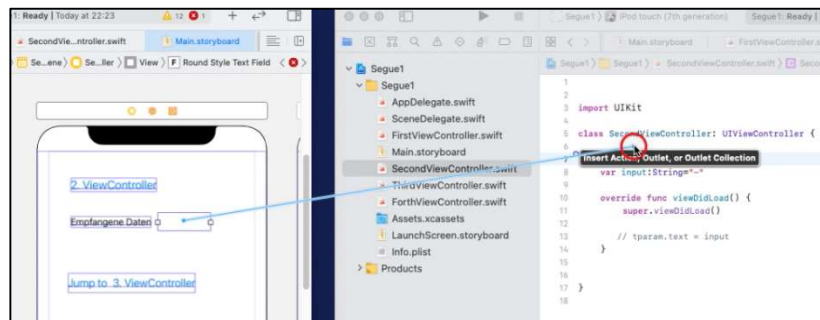 1: Ready | Today at 22:23
12
1
SecondVie...ntroller.swift
Main.storyboard
Se...ene
Se...ller
View
F Round Style Text Field
2. ViewController
Empfangene Daten
Jump to 3. ViewController
Segue1
Segue1
AppDelegate.swift
SceneDelegate.swift
FirstViewController.swift
Main.storyboard
SecondViewController.swift
ThirdViewController.swift
ForthViewController.swift
Assets.xcassets
LaunchScreen.storyboard
Info.plist
Products
Segue1
iPod touch (7th generation)
Segue1: Ready |
Main.storyboard
FirstViewController.s
Segue1
Segue1
SecondViewController.swift
Seco
1
2
3 import UIKit
4
5 class SecondViewController: UIViewController {
6
7
Insert Action, Outlet, or Outlet Collection
8 var input:String="-"
9
10 override func viewDidLoad() {
11 super.viewDidLoad()
12
13 // tparam.text = input
14 }
15
16
17 }
18